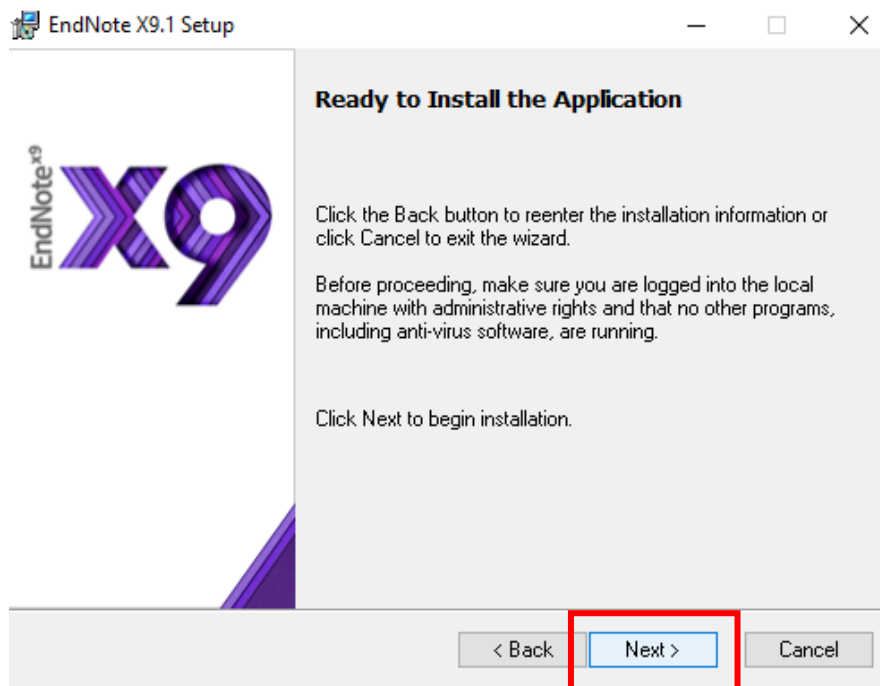 EndNote X9.1 Setup
Ready to Install the Application
EndNote x9
X9
Click the Back button to reenter the installation information or
click Cancel to exit the wizard.
Before proceeding, make sure you are logged into the local
machine with administrative rights and that no other programs,
including anti-virus software, are running.
Click Next to begin installation.
< Back
Next >
Cancel